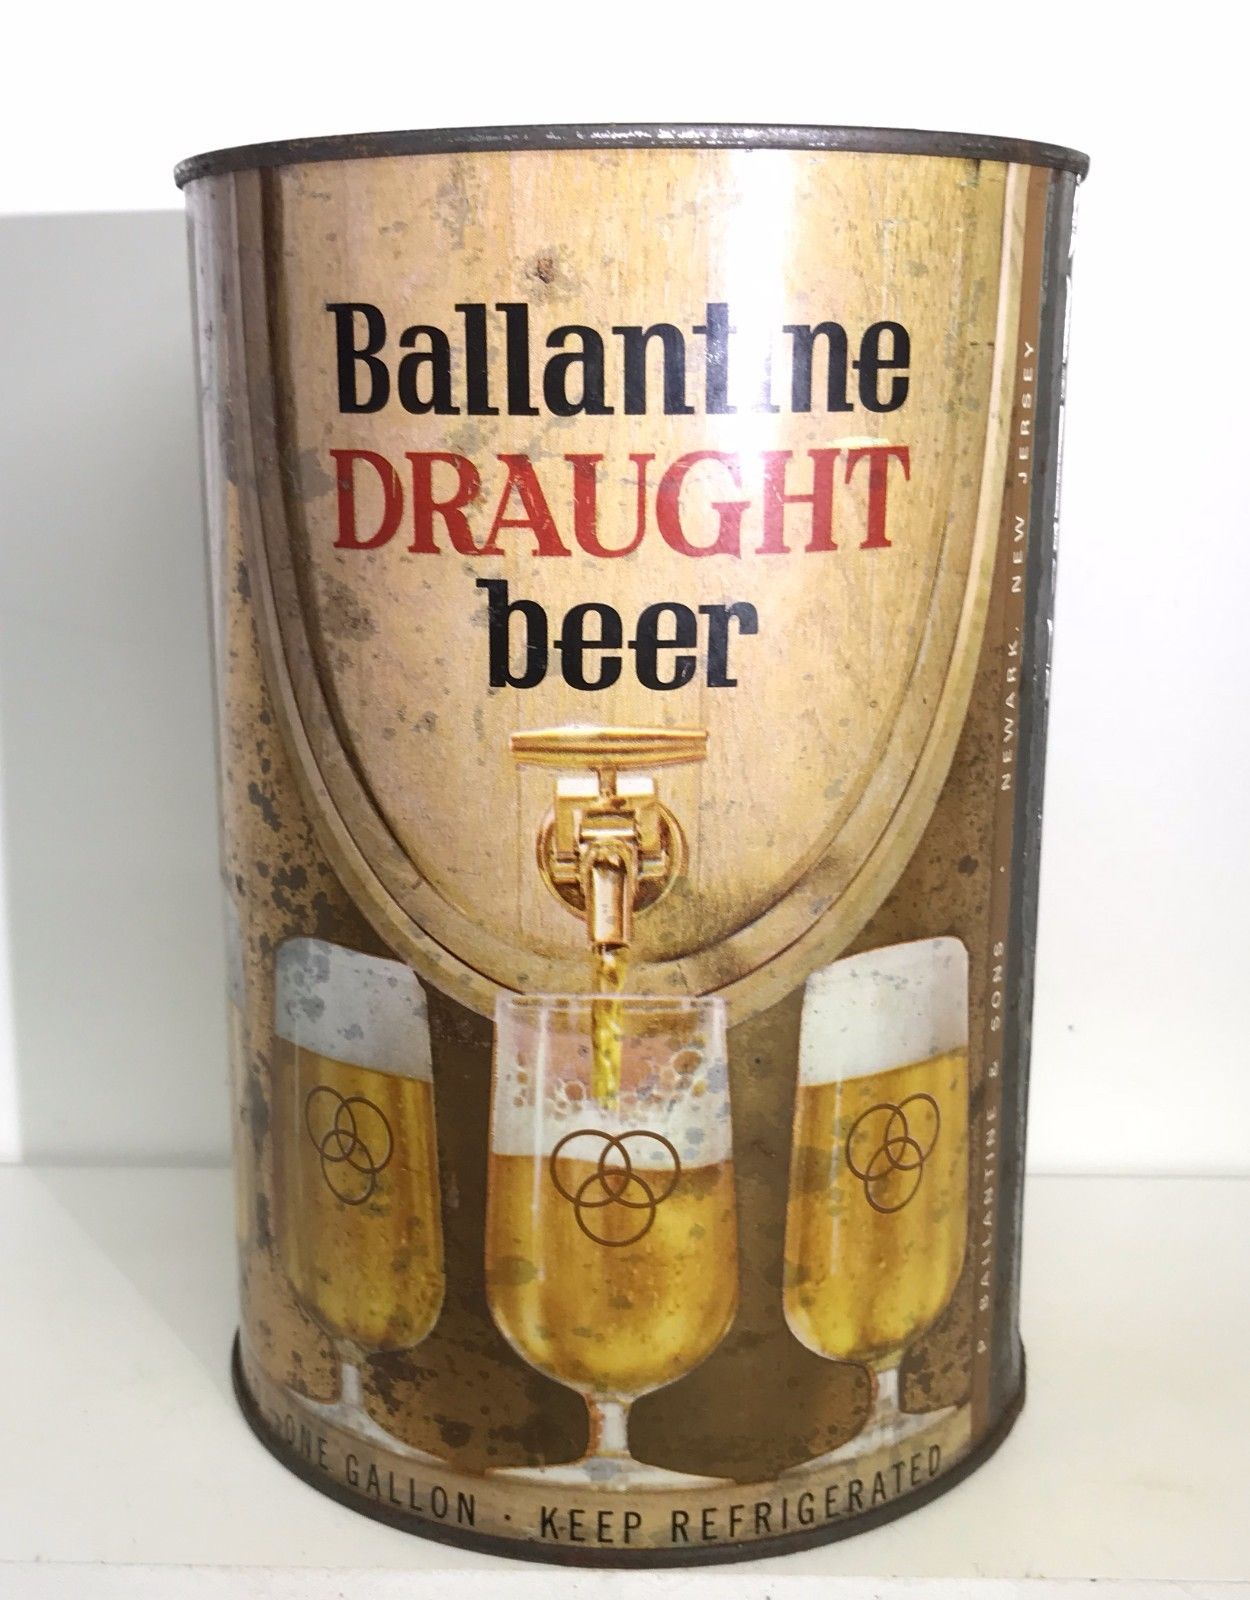 Ballantine
DRAUGHT
beer
ONE GALLON · KEEP REFRIGERATED
P BALLANTINE & SONS · NEWARK, NEW JERSEY